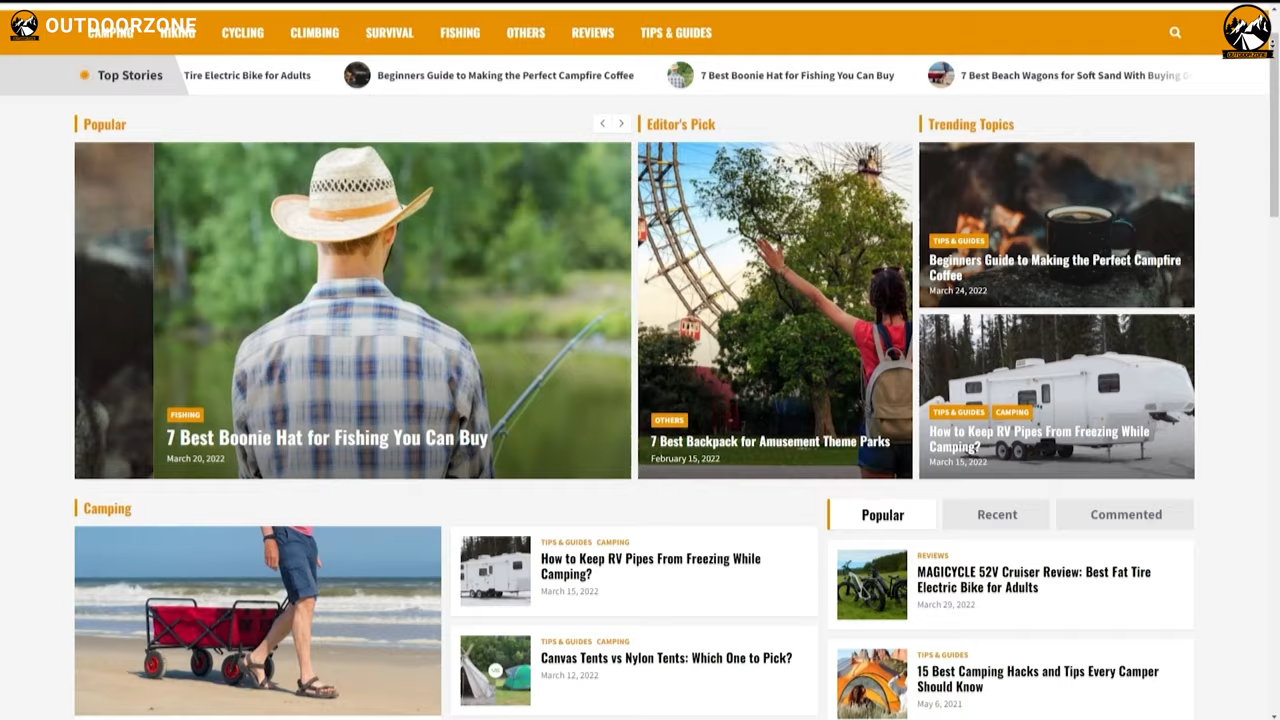 OUTDOORZONE
CAMPING HIKING CYCLING CLIMBING SURVIVAL FISHING OTHERS REVIEWS TIPS & GUIDES
OUTDOORZONE
Top Stories Tire Electric Bike for Adults Beginners Guide to Making the Perfect Campfire Coffee 7 Best Boonie Hat for Fishing You Can Buy 7 Best Beach Wagons for Soft Sand With Buying
Popular
FISHING
7 Best Boonie Hat for Fishing You Can Buy
March 20, 2022
Editor's Pick
OTHERS
7 Best Backpack for Amusement Theme Parks
February 15, 2022
Trending Topics
TIPS & GUIDES
Beginners Guide to Making the Perfect Campfire
Coffee
March 24, 2022
TIPS & GUIDES CAMPING
How to Keep RV Pipes From Freezing While
Camping?
March 15, 2022
Camping
TIPS & GUIDES CAMPING
How to Keep RV Pipes From Freezing While
Camping?
March 15, 2022
TIPS & GUIDES CAMPING
Canvas Tents vs Nylon Tents: Which One to Pick?
March 12, 2022
Popular Recent Commented
REVIEWS
MAGICYCLE 52V Cruiser Review: Best Fat Tire
Electric Bike for Adults
March 29, 2022
TIPS & GUIDES
15 Best Camping Hacks and Tips Every Camper
Should Know
May 6, 2021